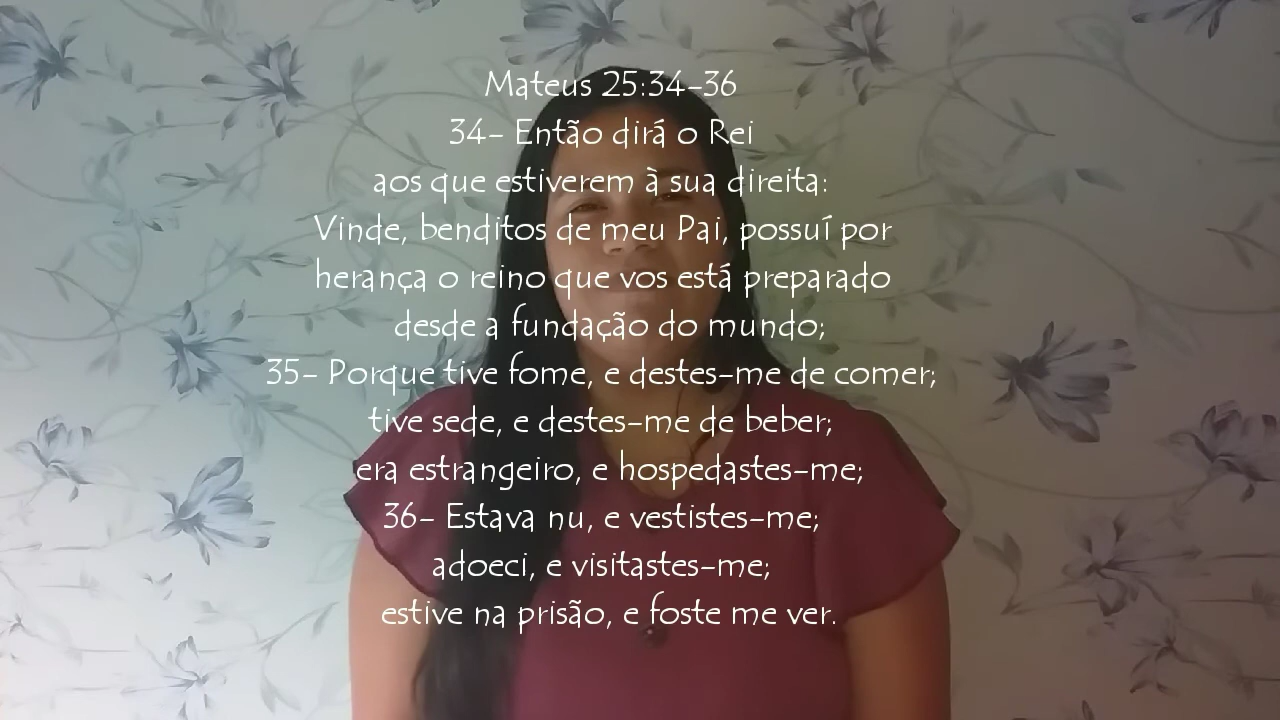 Mateus 25:34-36
34- Então dirá o Rei
aos que estiverem à sua direita:
Vinde, benditos de meu Pai, possuí por
herança o reino que vos está preparado
desde a fundação do mundo;
35- Porque tive fome, e destes-me de comer;
tive sede, e destes-me de beber;
era estrangeiro, e hospedastes-me;
36- Estava nu, e vestistes-me;
adoeci, e visitastes-me;
estive na prisão, e foste me ver.